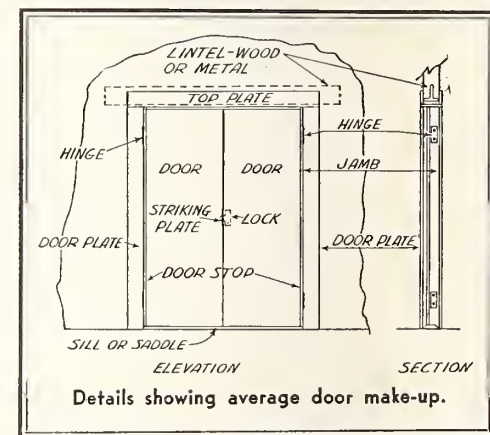 LINTEL-WOOD
OR METAL
TOP PLATE
HINGE
HINGE
DOOR
DOOR
JAMB
STRIKING
PLATE
LOCK
DOOR PLATE
DOOR PLATE
DOOR STOP
SILL OR SADDLE
ELEVATION
SECTION
Details showing average door make-up.